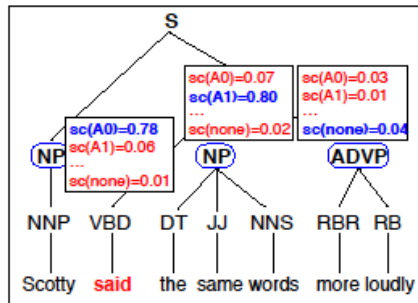 S
sc(A0)=0.07
sc(A1)=0.80
...
sc(none)=0.02
sc(A0)=0.03
sc(A1)=0.01
...
sc(none)=0.04
sc(A0)=0.78
sc(A1)=0.06
...
sc(none)=0.01
NP NP ADVP
NNP VBD DT JJ NNS RBR RB
Scotty said the same words more loudly